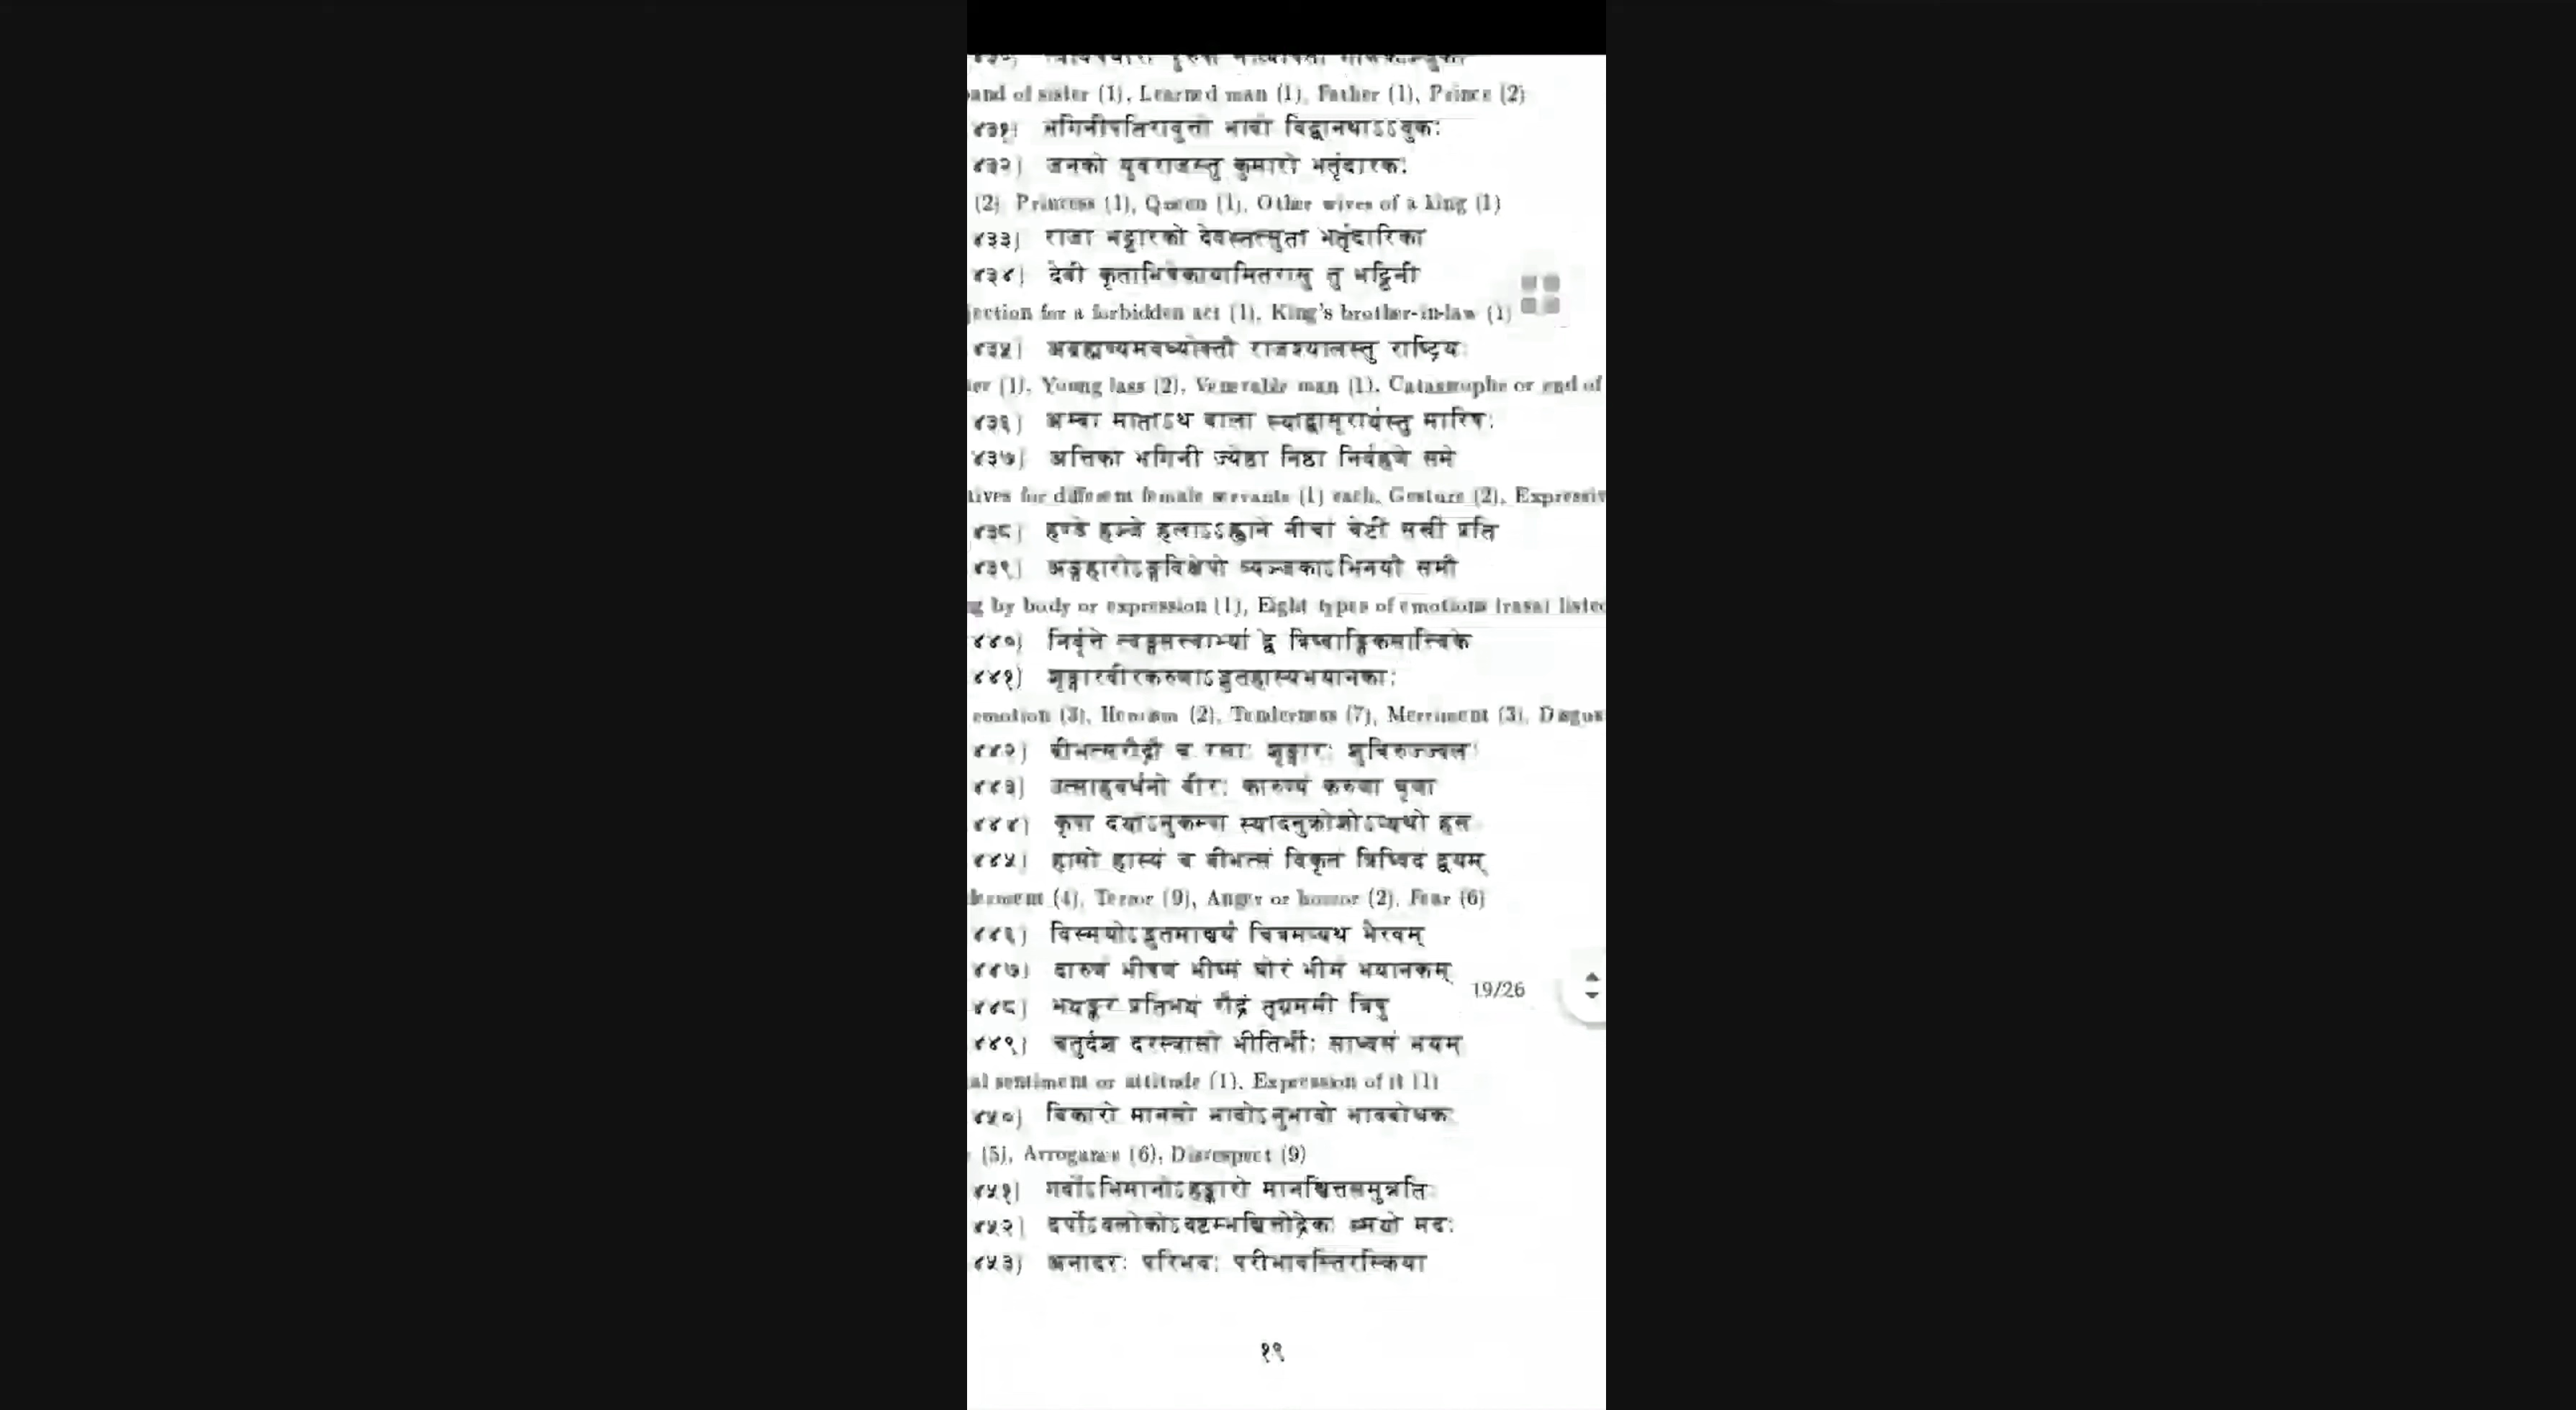 and of sister (1), Learned man (1), Father (1), Prince (2)
४३१) भगिनीपतिरावुत्तो भावो विद्वानथाऽऽवुकः
४३२) जनको युवराजस्तु कुमारो भर्तृदारकः
(2) Princess (1), Queen (1), Other wives of a king (1)
४३३) राजा भट्टारको देवस्तत्सुता भर्तृदारिका
४३४) देवी कृताभिषेकायामितरासु तु भट्टिनी
jection for a forbidden act (1), King's brother-in-law (1)
४३५) अब्रह्मण्यमवध्योक्तौ राजश्यालस्तु राष्ट्रियः
er (1), Young lass (2), Venerable man (1), Catastrophe or end of
४३६) अम्बा माताऽथ बाला स्याद्वासूरार्यस्तु मारिषः
४३७) अत्तिका भगिनी ज्येष्ठा निष्ठा निर्वहणे समे
tives for different female servants (1) each, Gesture (2), Expressiv
४३८) हण्डे हञ्जे हलाऽऽह्वाने नीचां चेटीं सखीं प्रति
४३९) अङ्गहारोऽङ्गविक्षेपो व्यञ्जकाऽभिनयौ समौ
g by body or expression (1), Eight types of emotions (rasa) listed
४४०) निर्वृत्ते त्वङ्गसत्त्वाभ्यां द्वे त्रिष्वाङ्गिकसात्त्विके
४४१) शृङ्गारवीरकरुणाऽद्भुतहास्यभयानकाः
emotion (3), Heroism (2), Tenderness (7), Merriment (3), Disgus
४४२) बीभत्सरौद्रौ च रसाः शृङ्गारः शुचिरुज्ज्वलः
४४३) उत्साहवर्धनो वीरः कारुण्यं करुणा घृणा
४४४) कृपा दयाऽनुकम्पा स्यादनुक्रोशोऽप्यथो हसः
४४५) हासो हास्यं च बीभत्सं विकृतं त्रिष्विदं द्वयम्
derment (4), Terror (9), Anger or horror (2), Fear (6)
४४६) विस्मयोऽद्भुतमाश्चर्यं चित्रमप्यथ भैरवम्
४४७) दारुणं भीषणं भीष्मं घोरं भीमं भयानकम्
19/26
४४८) भयङ्करं प्रतिभयं रौद्रं तूग्रममी त्रिषु
४४९) चतुर्दश दरस्त्रासो भीतिर्भीः साध्वसं भयम्
al sentiment or attitude (1), Expression of it (1)
४५०) विकारो मानसो भावोऽनुभावो भावबोधकः
(5), Arrogance (6), Disrespect (9)
४५१) गर्वोऽभिमानोऽहङ्कारो मानश्चित्तसमुन्नतिः
४५२) दर्पोऽवलोकोऽवष्टम्भश्चित्तोद्रेकः स्मयो मदः
४५३) अनादरः परिभवः परीभावस्तिरस्क्रिया
१९